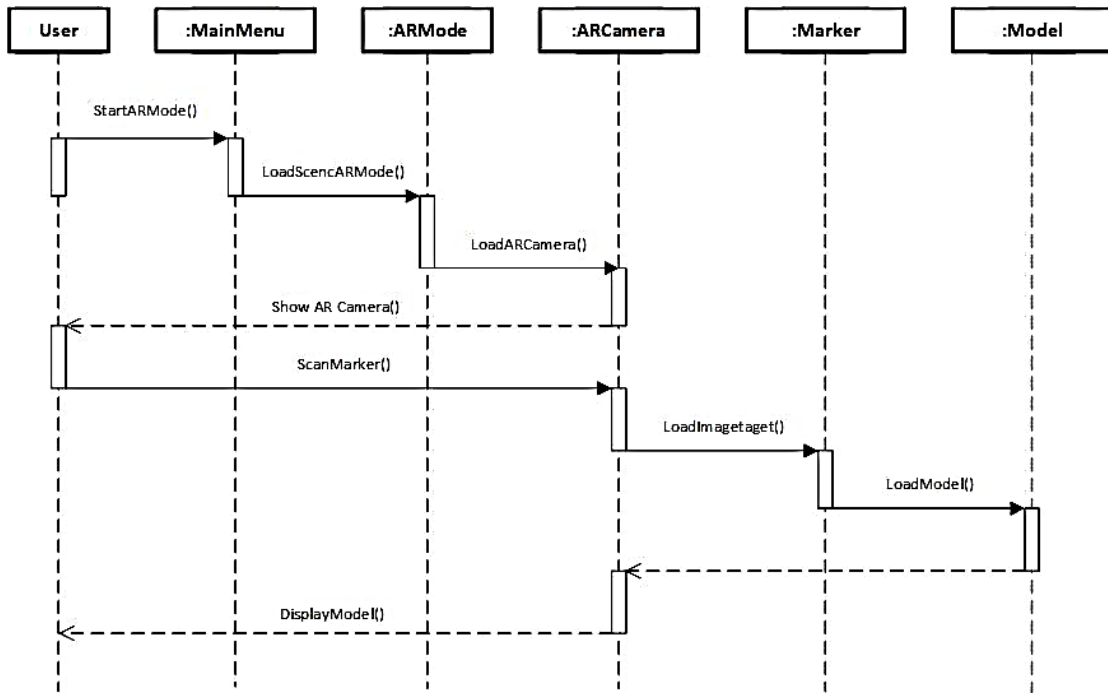 User
:MainMenu
:ARMode
:ARCamera
:Marker
:Model
StartARMode()
LoadScencARMode()
LoadARCamera()
Show AR Camera()
ScanMarker()
LoadImagetaget()
LoadModel()
DisplayModel()